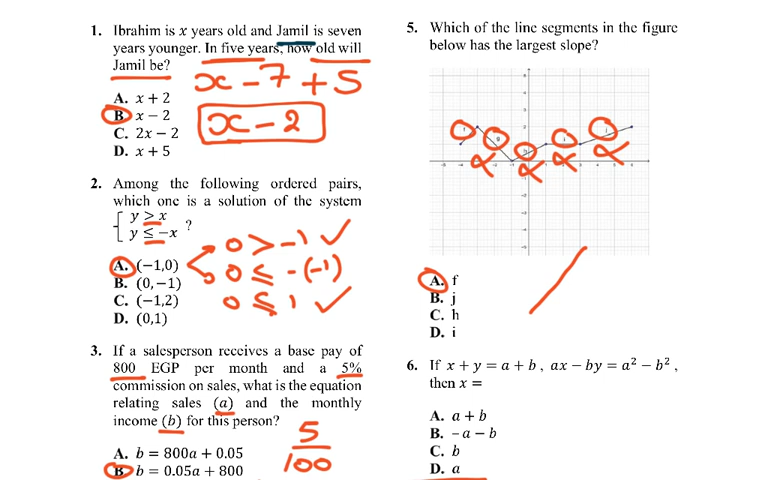 1. Ibrahim is x years old and Jamil is seven
years younger. In five years, how old will
Jamil be?
x − 7 + 5
A. x + 2
B. x − 2
C. 2x − 2
D. x + 5
x − 2
2. Among the following ordered pairs,
which one is a solution of the system
{ y > x
y ≤ −x ?
A. (−1,0)
B. (0,−1)
C. (−1,2)
D. (0,1)
0 > −1 ✓
0 ≤ −(−1)
0 ≤ 1 ✓
3. If a salesperson receives a base pay of
800 EGP per month and a 5%
commission on sales, what is the equation
relating sales (a) and the monthly
income (b) for this person?
5
100
A. b = 800a + 0.05
B. b = 0.05a + 800
5. Which of the line segments in the figure
below has the largest slope?
A. f
B. j
C. h
D. i
6. If x + y = a + b , ax − by = a² − b² ,
then x =
A. a + b
B. −a − b
C. b
D. a